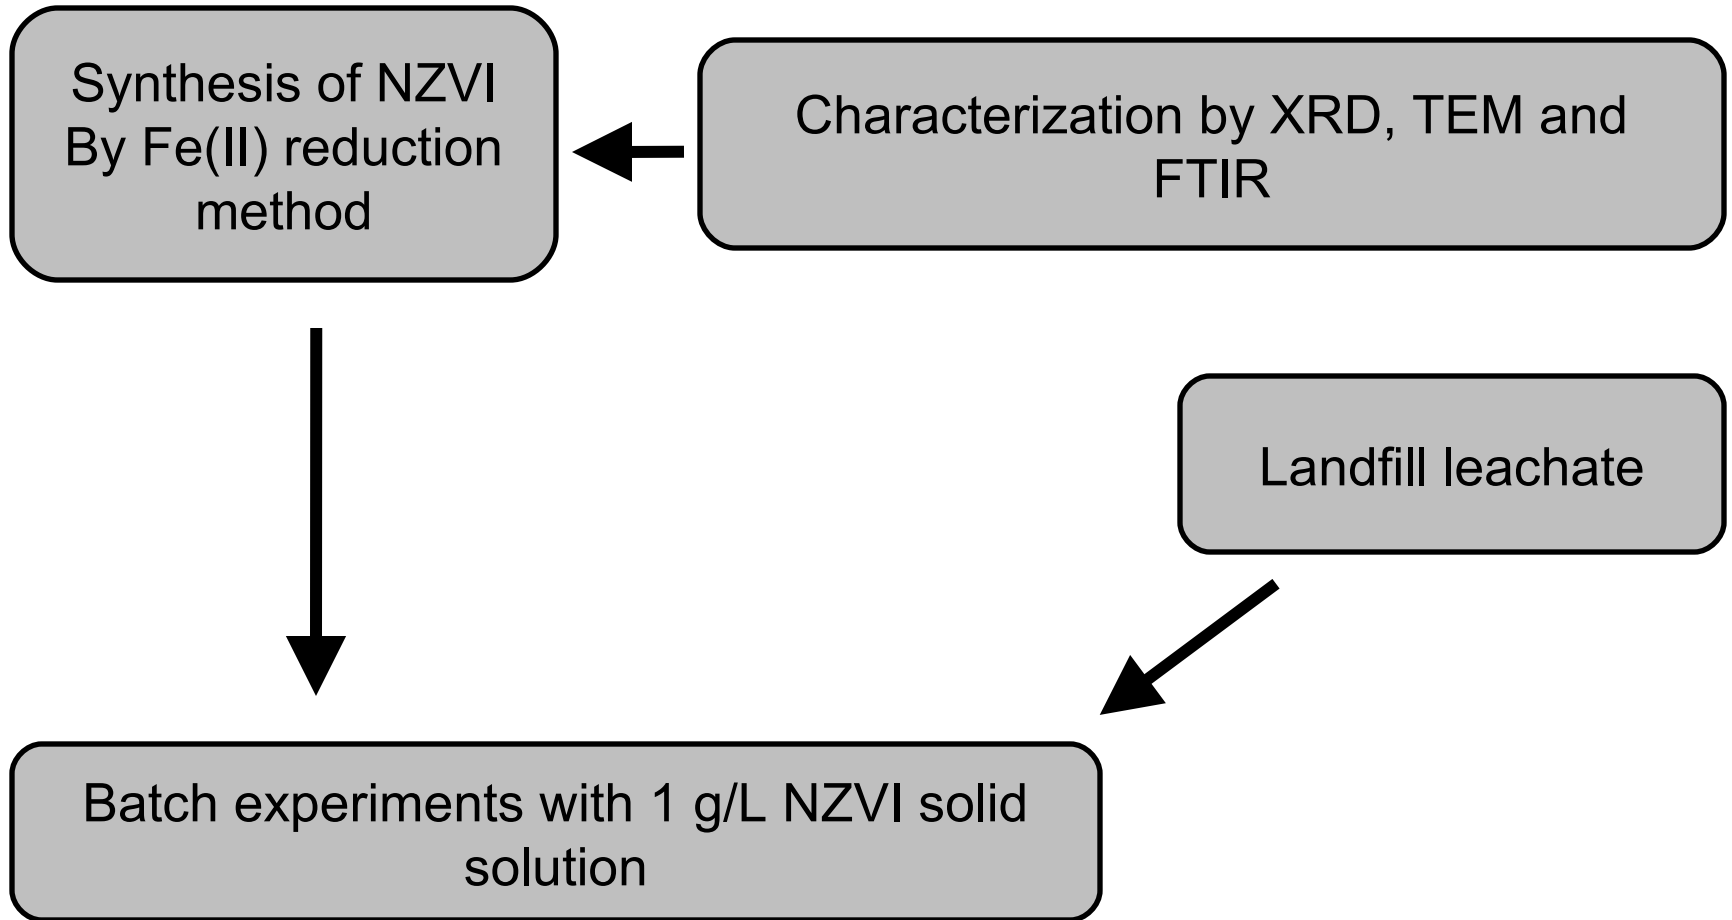 Synthesis of NZVI
By Fe(II) reduction
method
Characterization by XRD, TEM and
FTIR
Landfill leachate
Batch experiments with 1 g/L NZVI solid
solution